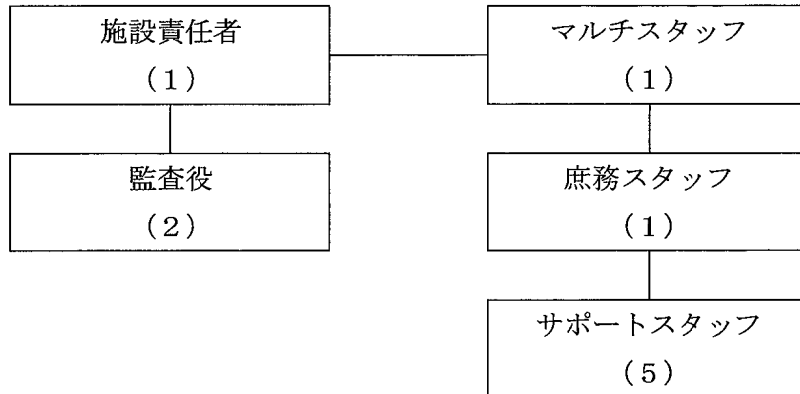 施設責任者
(1)
マルチスタッフ
(1)
監査役
(2)
庶務スタッフ
(1)
サポートスタッフ
(5)